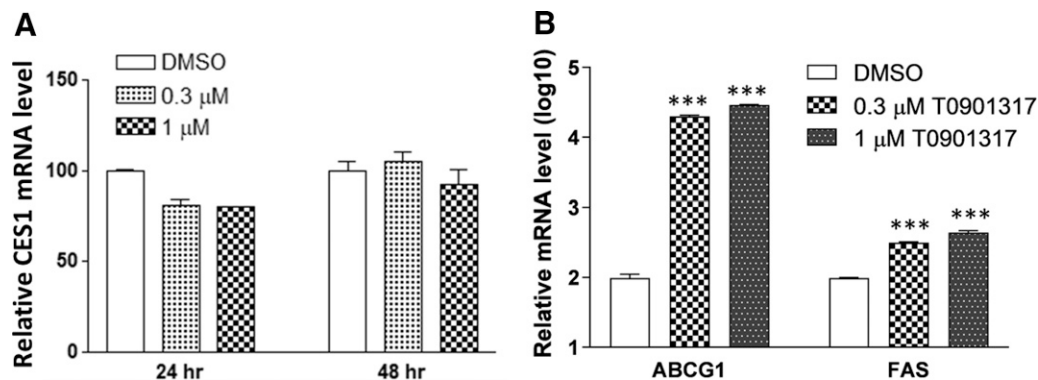 A
Relative CES1 mRNA level
150
100
50
0
DMSO
0.3 μM
1 μM
24 hr
48 hr
B
Relative mRNA level (log10)
5
4
3
2
1
DMSO
0.3 μM T0901317
1 μM T0901317
*** ***
*** ***
ABCG1
FAS